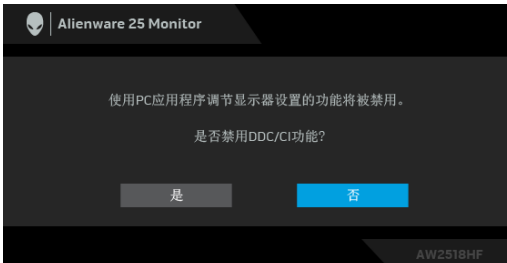 Alienware 25 Monitor
使用PC应用程序调节显示器设置的功能将被禁用。
是否禁用DDC/CI功能?
是
否
AW2518HF